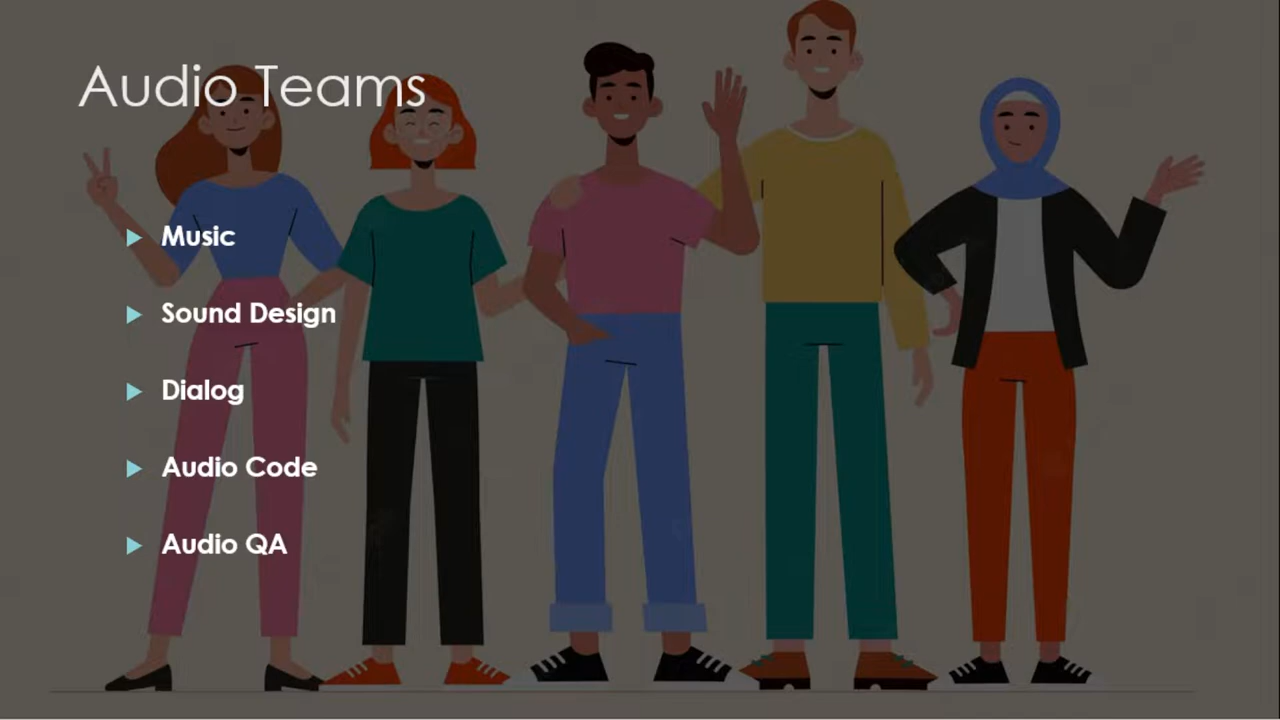 Audio Teams
Music
Sound Design
Dialog
Audio Code
Audio QA